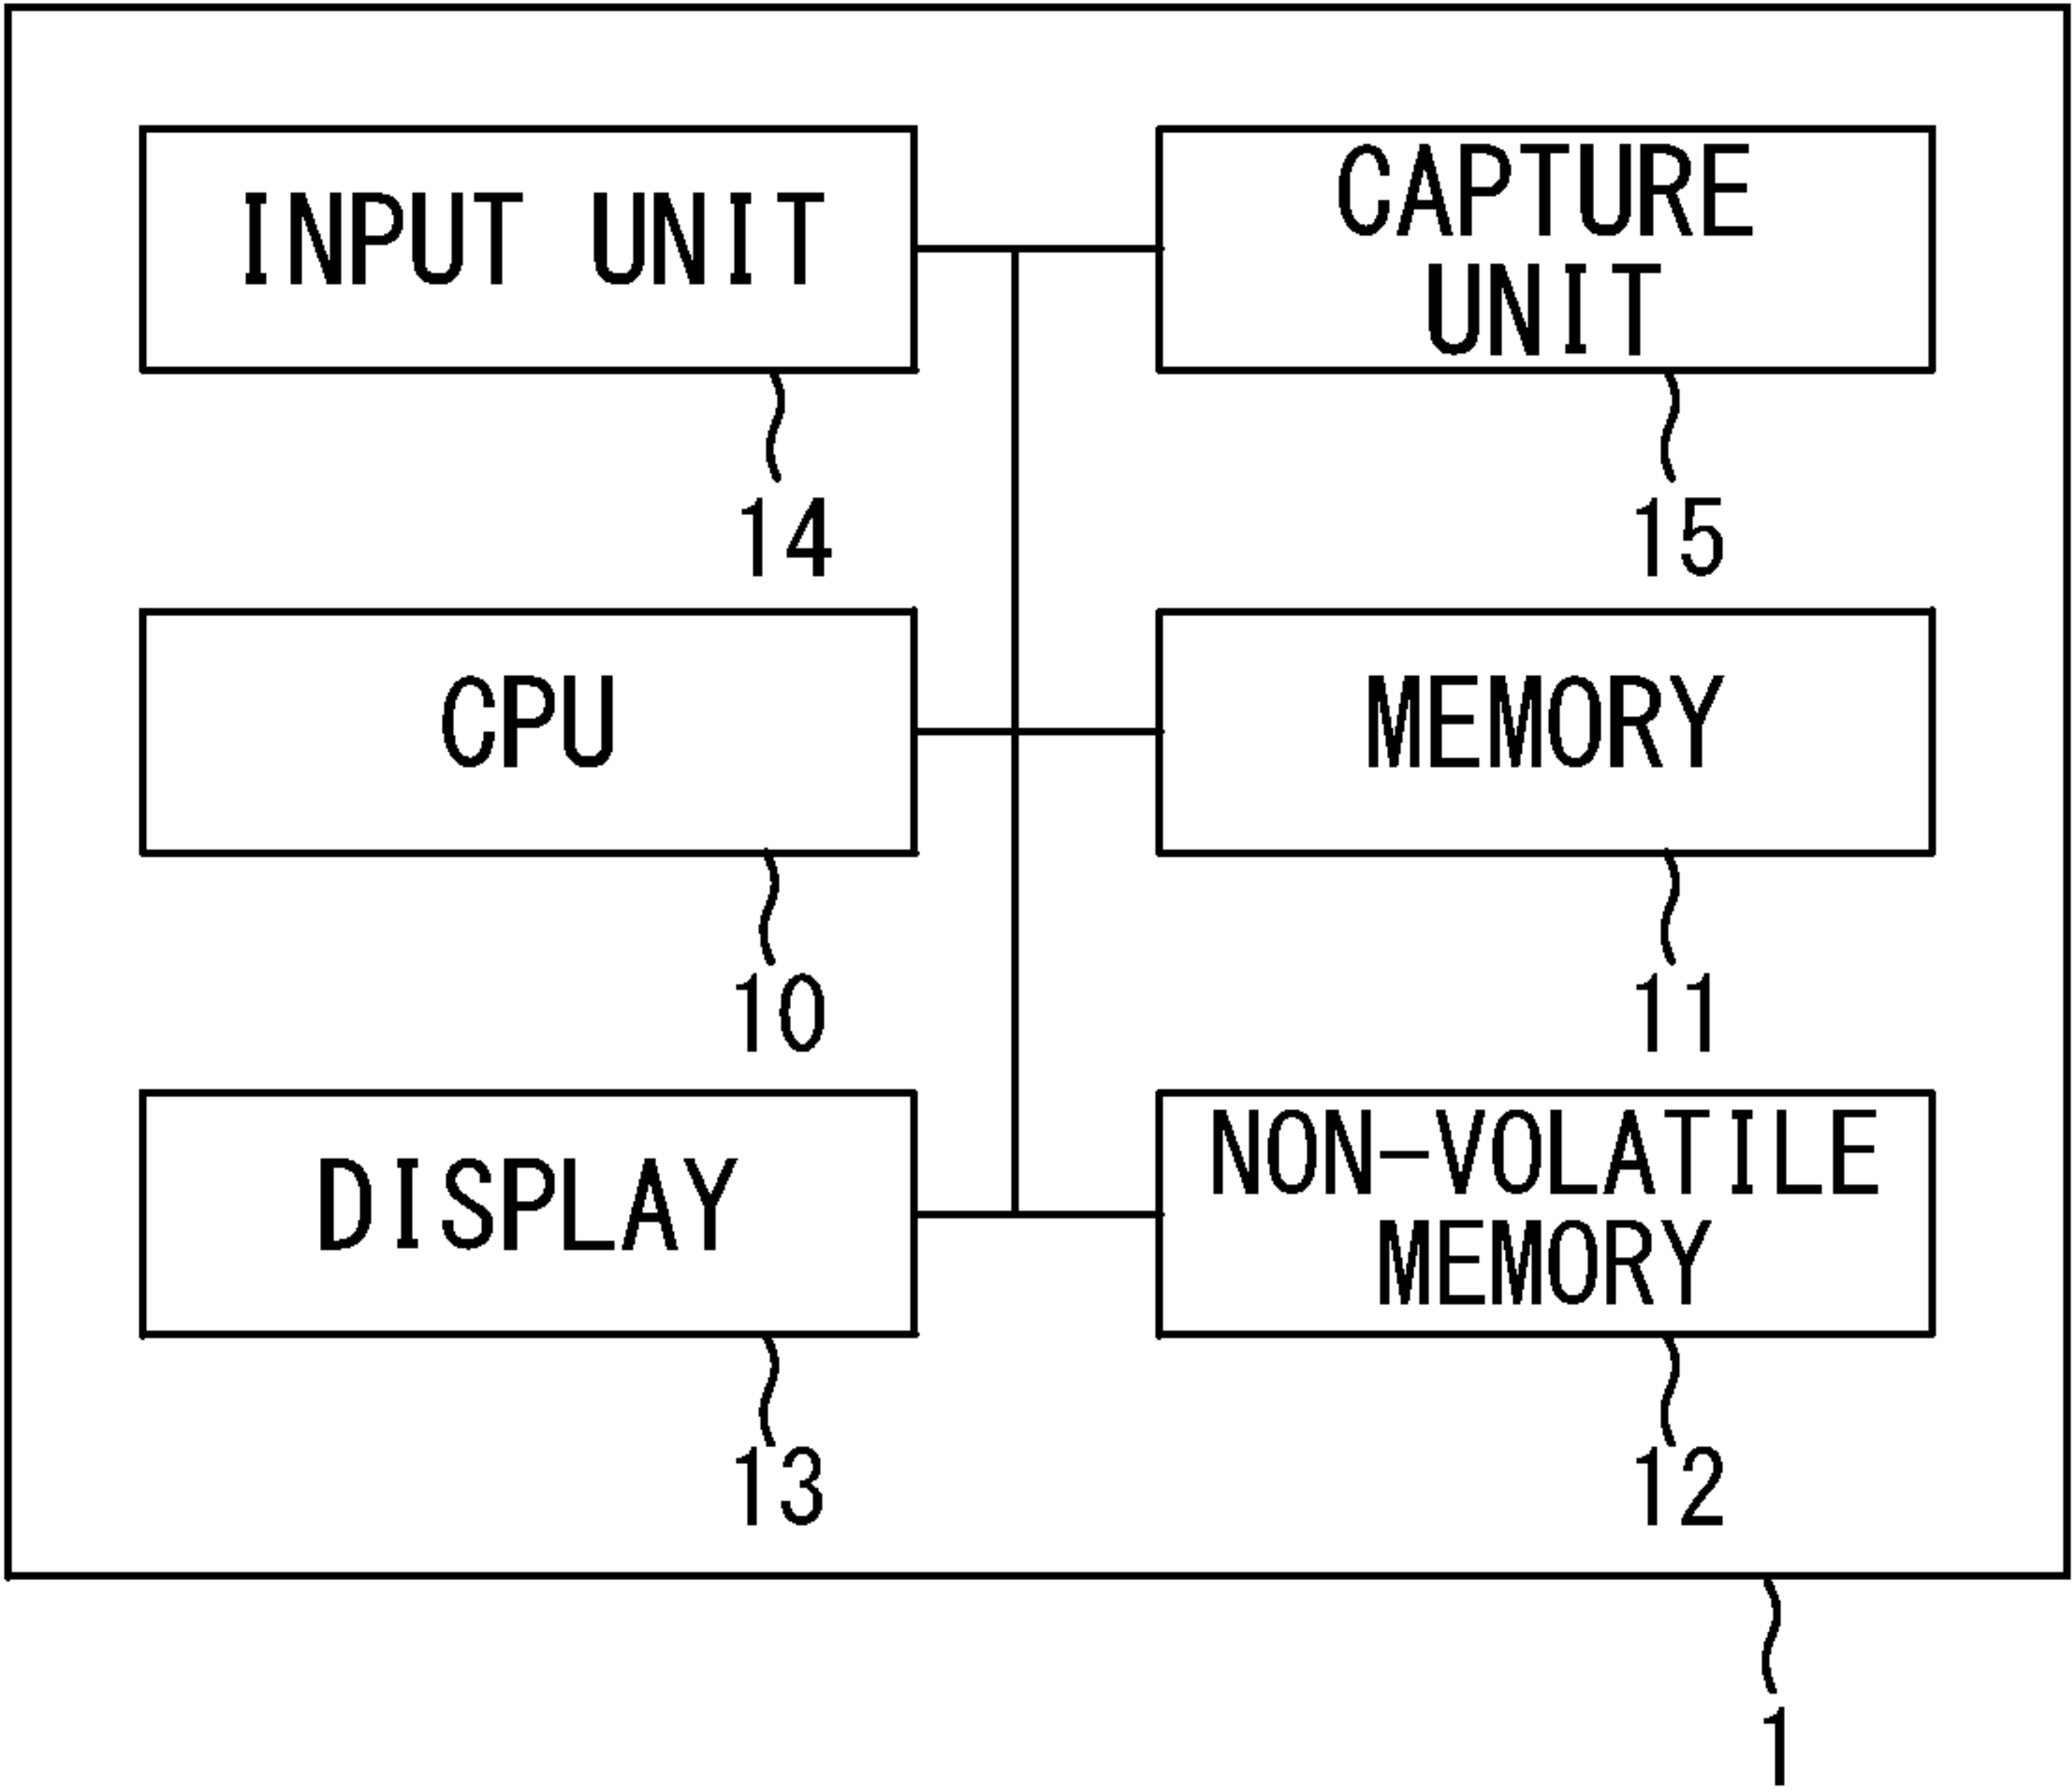 INPUT UNIT
CAPTURE
UNIT
14
15
CPU
MEMORY
10
11
DISPLAY
NON-VOLATILE
MEMORY
13
12
1